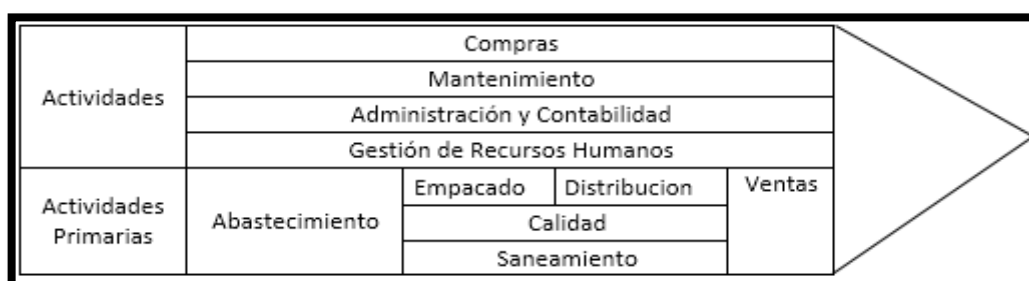 Actividades
Compras
Mantenimiento
Administración y Contabilidad
Gestión de Recursos Humanos
Actividades
Primarias
Abastecimiento
Empacado
Distribucion
Ventas
Calidad
Saneamiento